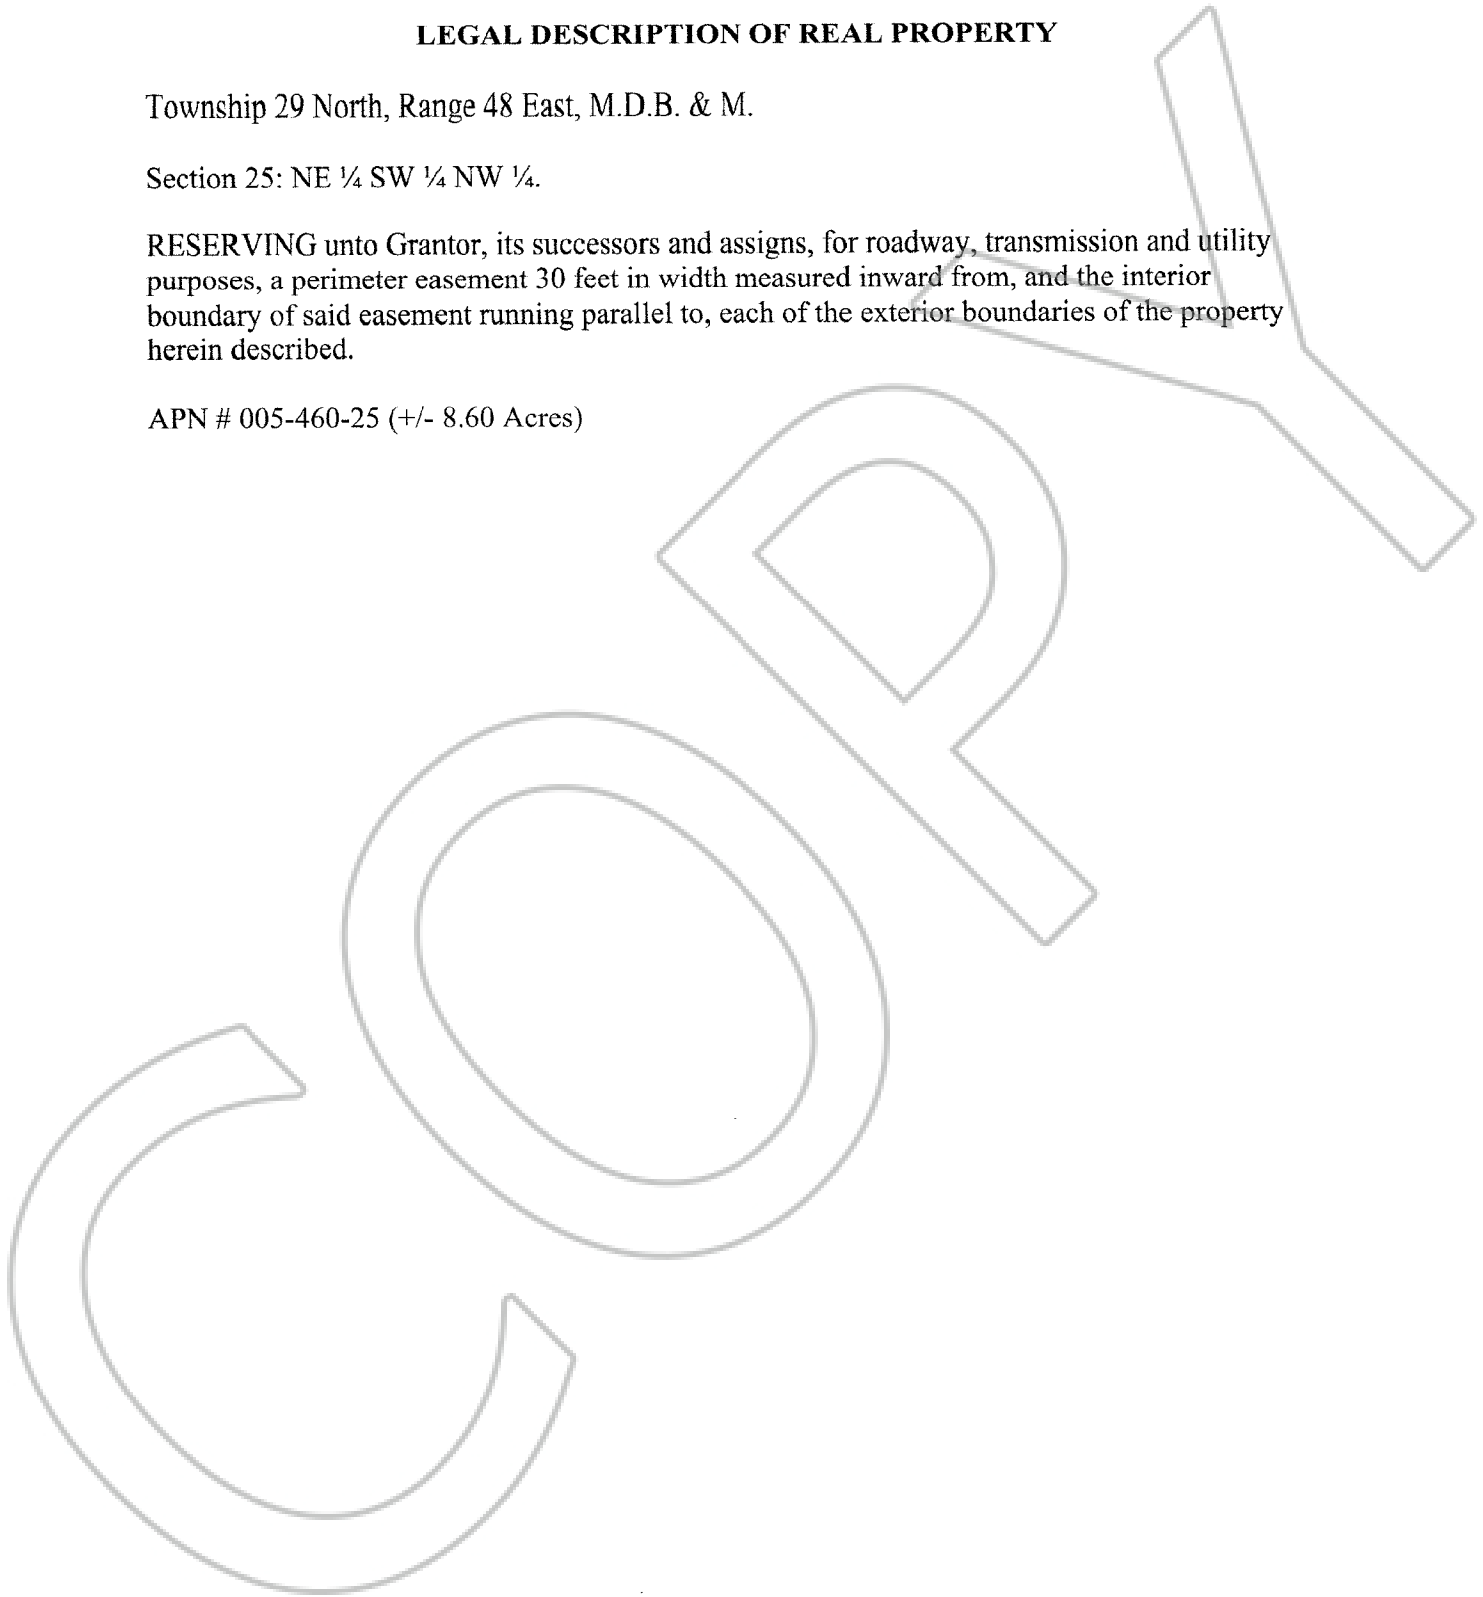 LEGAL DESCRIPTION OF REAL PROPERTY
Township 29 North, Range 48 East, M.D.B. & M.
Section 25: NE ¼ SW ¼ NW ¼.
RESERVING unto Grantor, its successors and assigns, for roadway, transmission and utility
purposes, a perimeter easement 30 feet in width measured inward from, and the interior
boundary of said easement running parallel to, each of the exterior boundaries of the property
herein described.
APN # 005-460-25 (+/- 8.60 Acres)
COPY